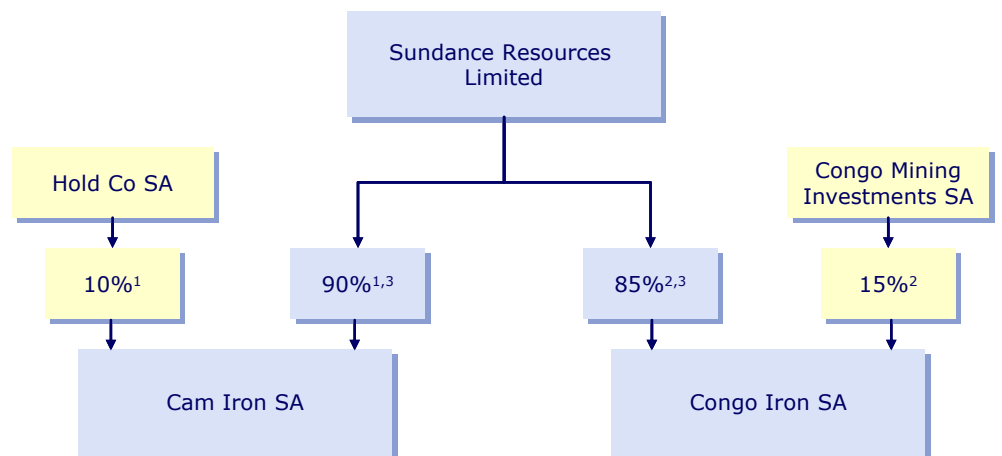 Sundance Resources
Limited
Hold Co SA
Congo Mining
Investments SA
10%¹
90%¹,³
85%²,³
15%²
Cam Iron SA
Congo Iron SA